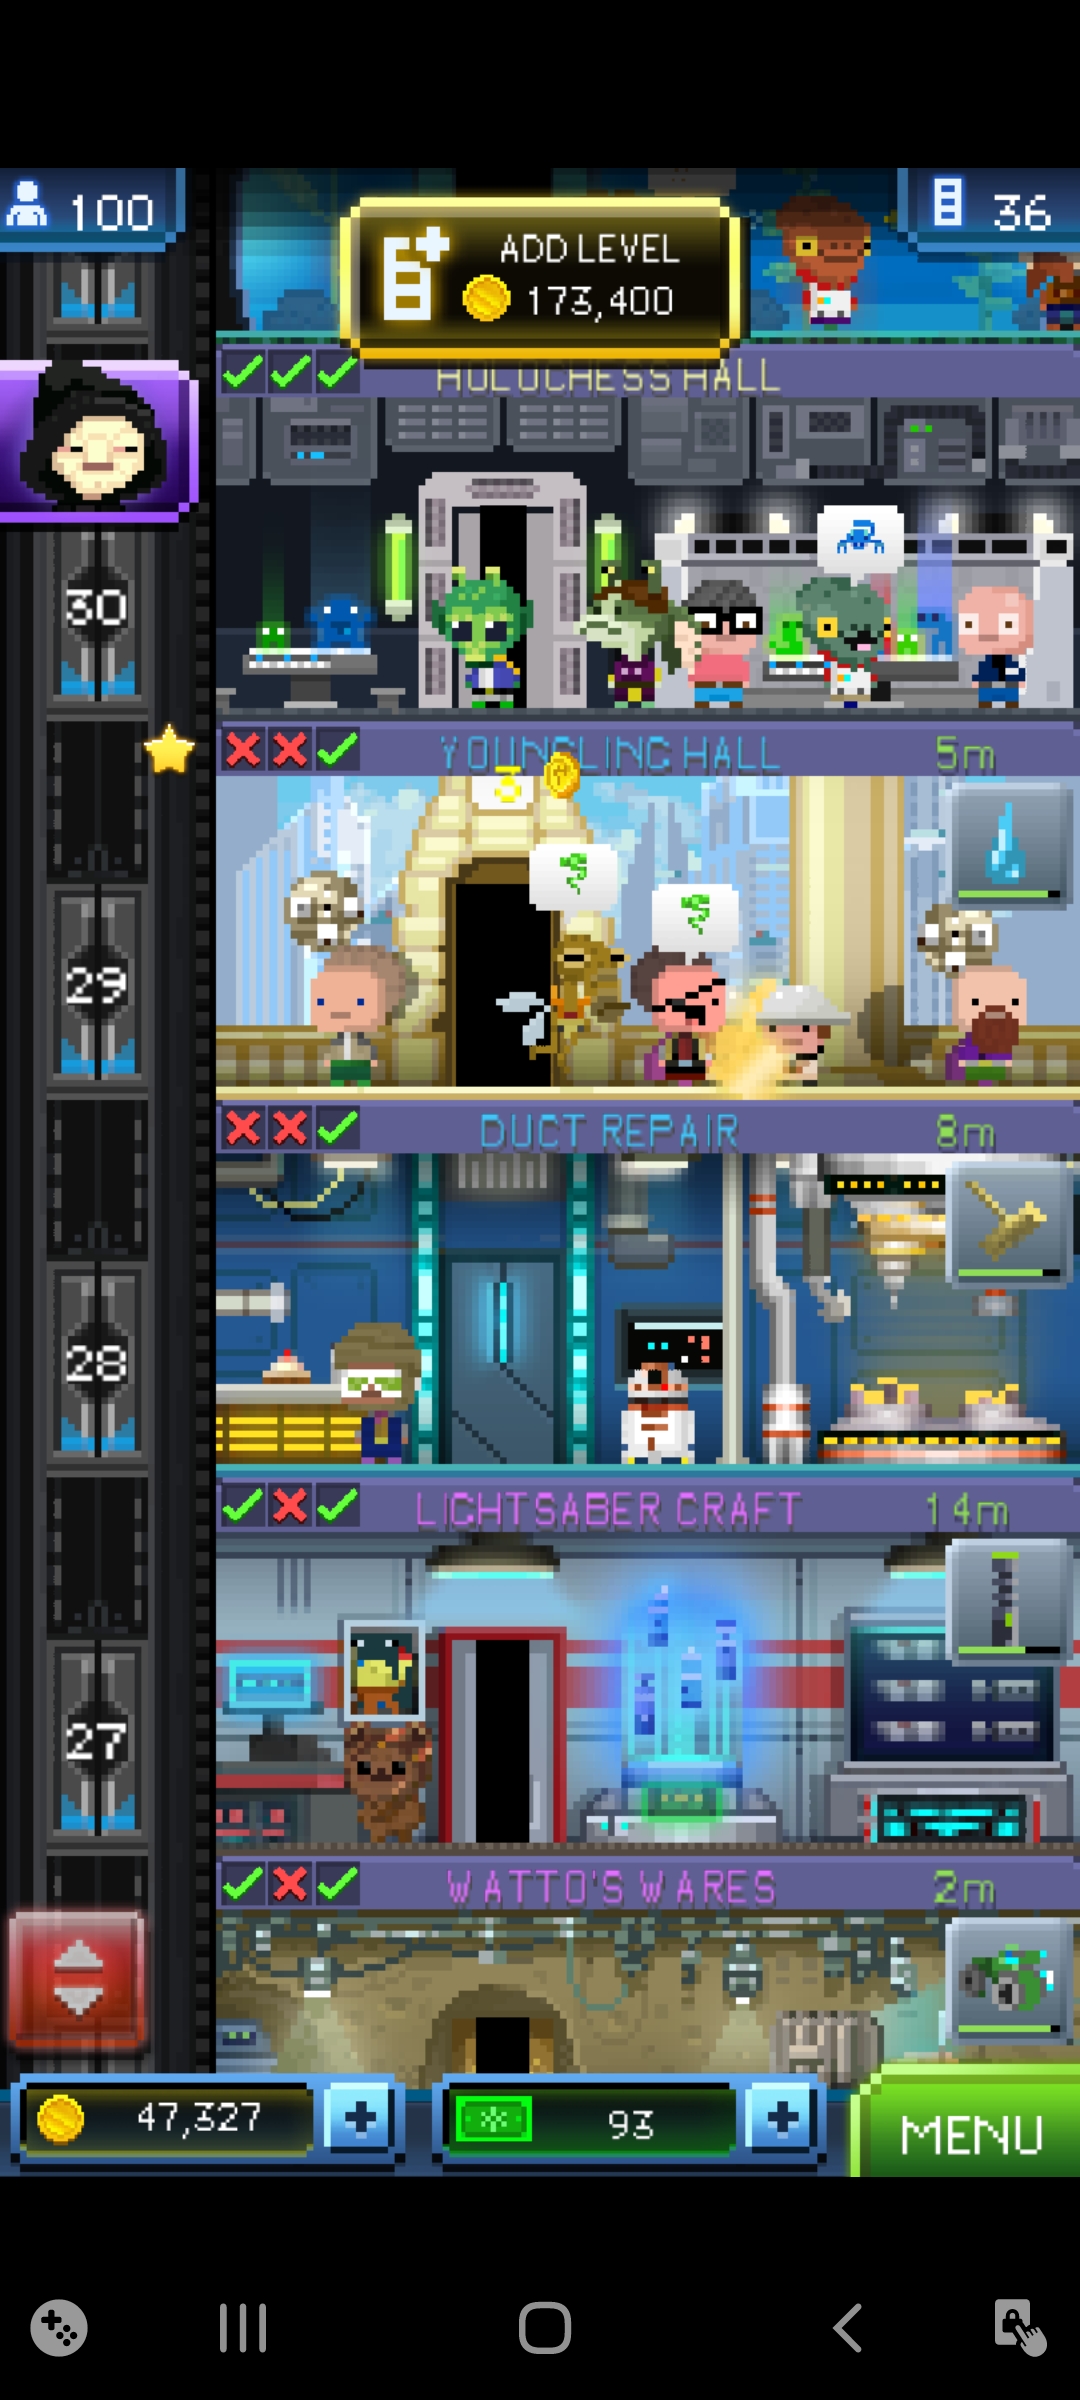 100
ADD LEVEL
173,400
36
HOLOCHESS HALL
30
YOUNGLING HALL 5m
29
DUCT REPAIR 8m
28
LIGHTSABER CRAFT 14m
27
WATTO'S WARES 2m
47,327
93
MENU